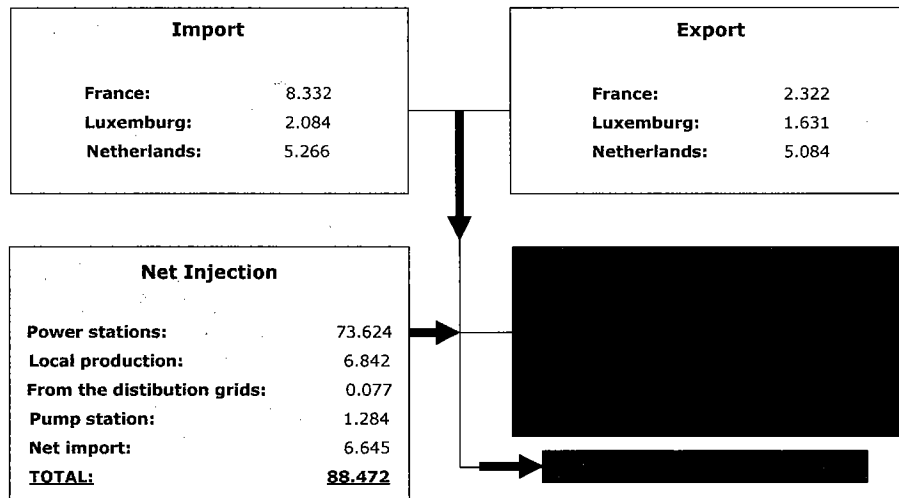 Import
France: 8.332
Luxemburg: 2.084
Netherlands: 5.266
Export
France: 2.322
Luxemburg: 1.631
Netherlands: 5.084
Net Injection
Power stations: 73.624
Local production: 6.842
From the distibution grids: 0.077
Pump station: 1.284
Net import: 6.645
TOTAL: 88.472